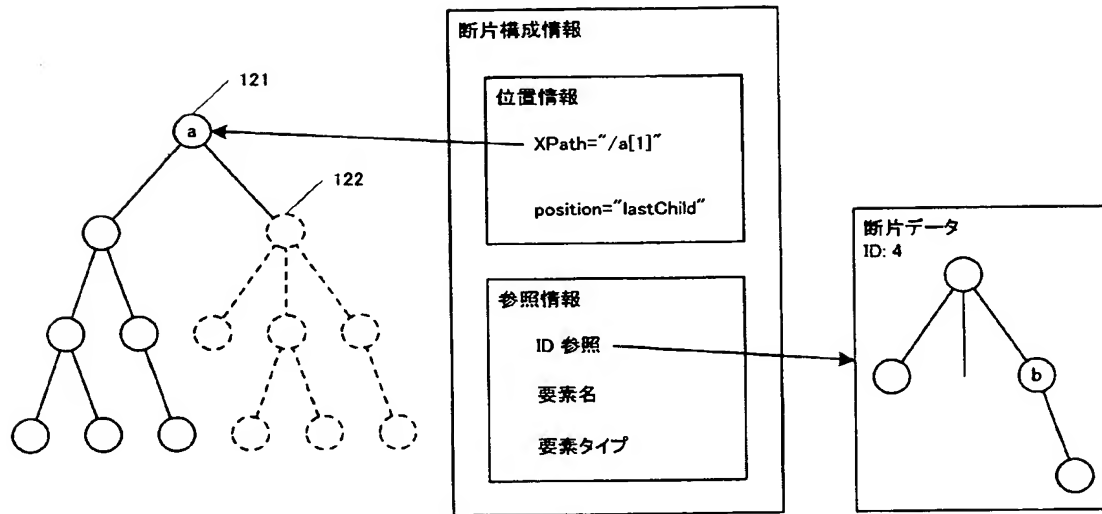 121
a
122
断片構成情報
位置情報
XPath="/a[1]"
position="lastChild"
参照情報
ID 参照
要素名
要素タイプ
断片データ
ID: 4
b